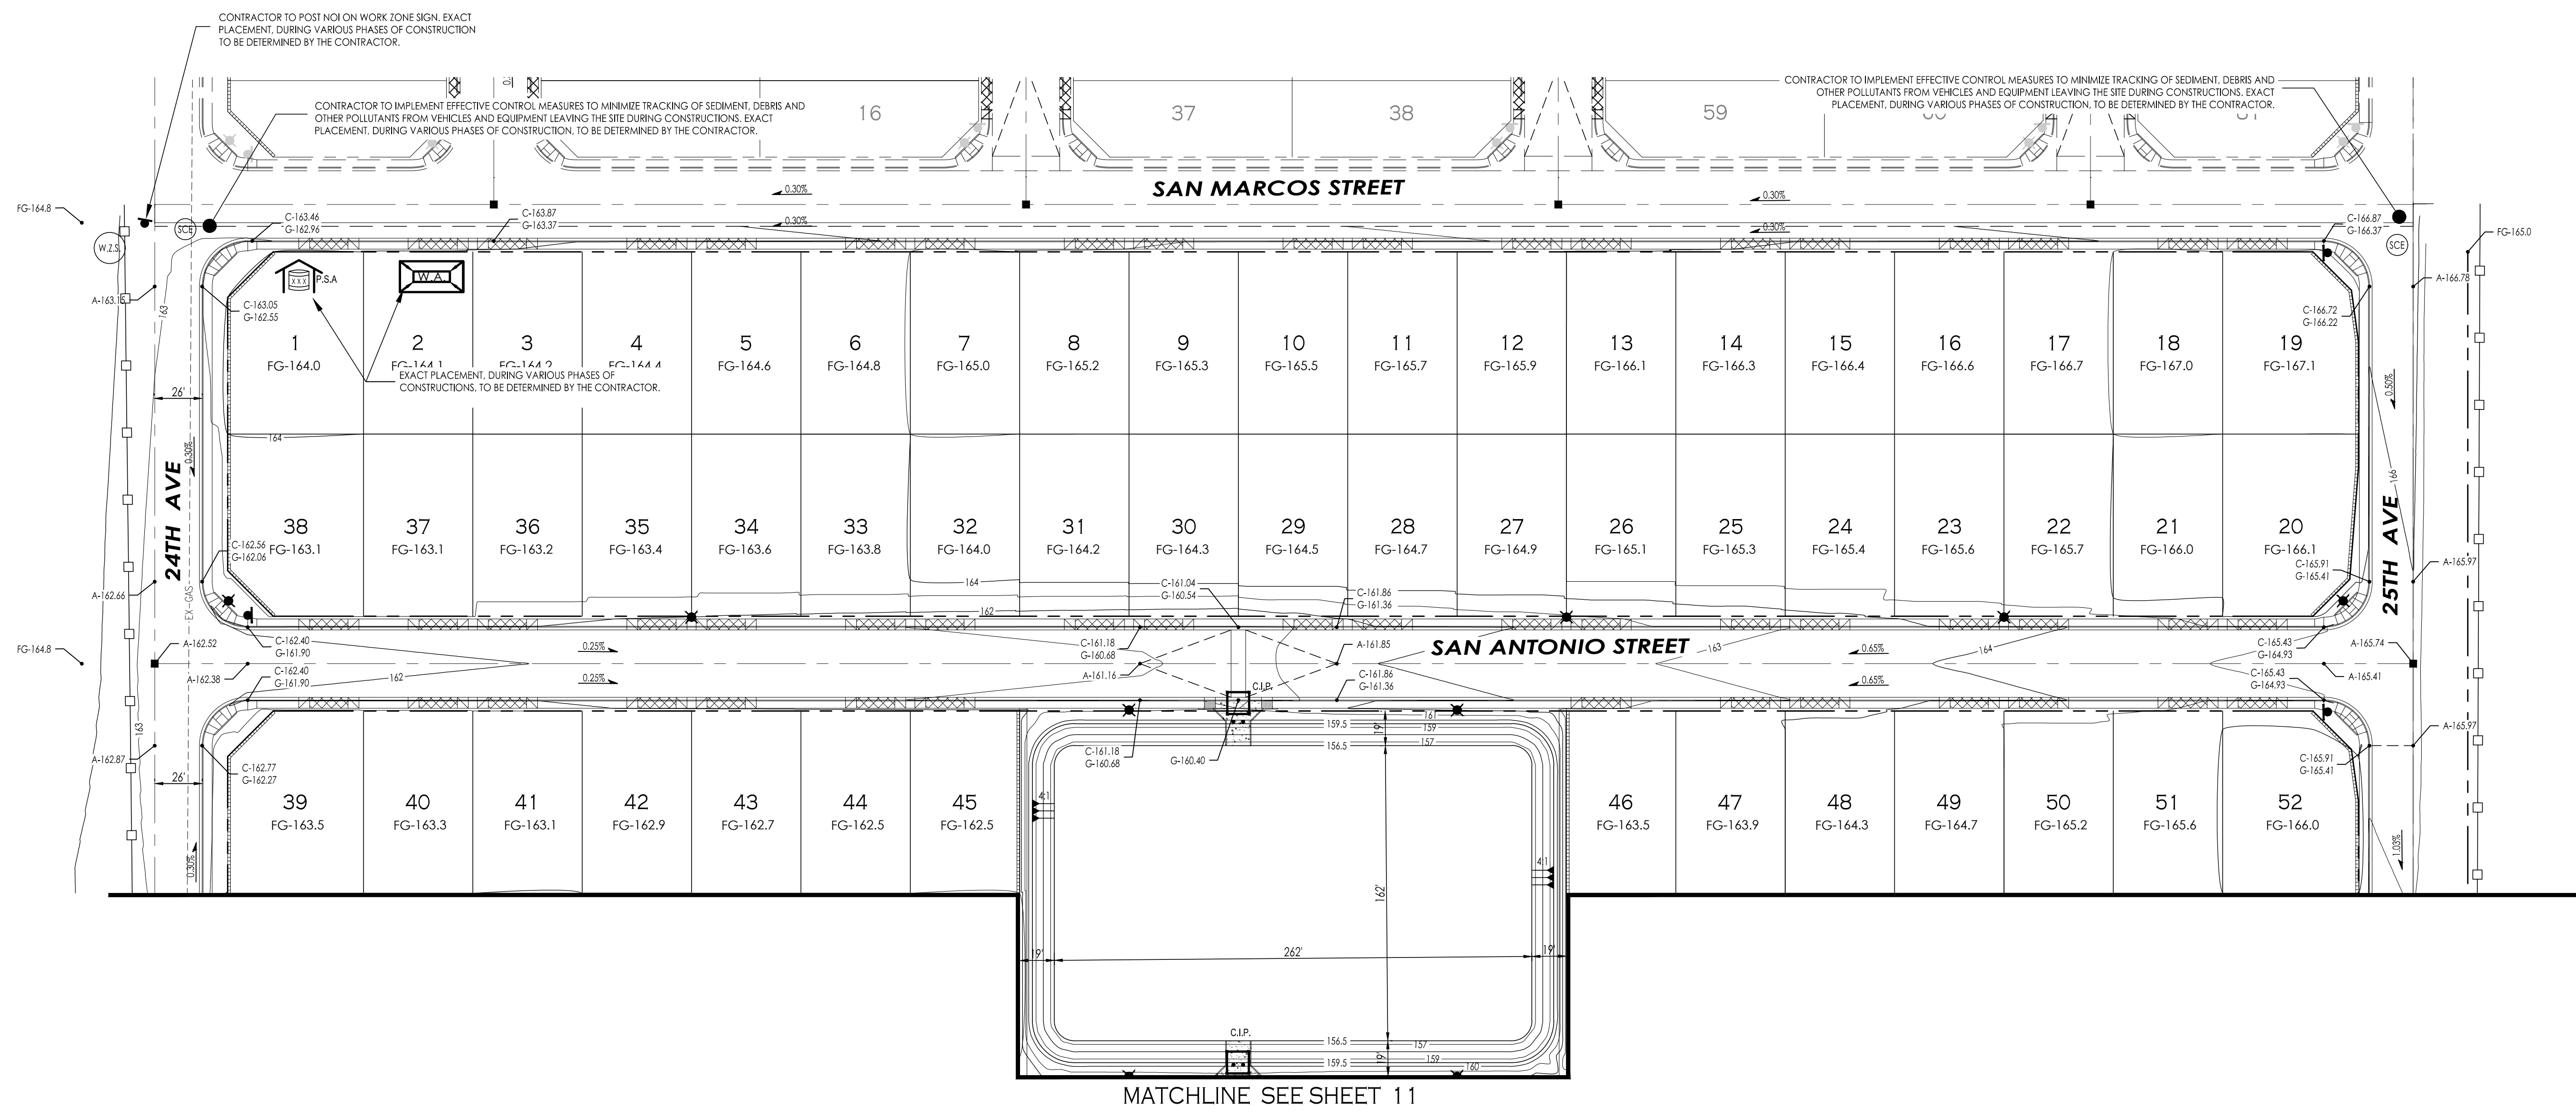 CONTRACTOR TO POST NOI ON WORK ZONE SIGN. EXACT
PLACEMENT, DURING VARIOUS PHASES OF CONSTRUCTION
TO BE DETERMINED BY THE CONTRACTOR.
CONTRACTOR TO IMPLEMENT EFFECTIVE CONTROL MEASURES TO MINIMIZE TRACKING OF SEDIMENT, DEBRIS AND
OTHER POLLUTANTS FROM VEHICLES AND EQUIPMENT LEAVING THE SITE DURING CONSTRUCTIONS. EXACT
PLACEMENT, DURING VARIOUS PHASES OF CONSTRUCTION, TO BE DETERMINED BY THE CONTRACTOR.
16
37
38
59
CONTRACTOR TO IMPLEMENT EFFECTIVE CONTROL MEASURES TO MINIMIZE TRACKING OF SEDIMENT, DEBRIS AND
OTHER POLLUTANTS FROM VEHICLES AND EQUIPMENT LEAVING THE SITE DURING CONSTRUCTIONS. EXACT
PLACEMENT, DURING VARIOUS PHASES OF CONSTRUCTION, TO BE DETERMINED BY THE CONTRACTOR.
SAN MARCOS STREET
0.30%
0.30%
0.30%
0.30%
FG-164.8
W.Z.S.
SCE
C-163.46
G-162.96
C-163.87
G-163.37
C-166.87
G-166.37
SCE
FG-165.0
A-163.15
163
C-163.05
G-162.55
P.S.A
XXX
W.A.
C-166.72
G-166.22
A-166.78
1
FG-164.0
2
FG-164.1
3
FG-164.2
4
FG-164.4
5
FG-164.6
6
FG-164.8
7
FG-165.0
8
FG-165.2
9
FG-165.3
10
FG-165.5
11
FG-165.7
12
FG-165.9
13
FG-166.1
14
FG-166.3
15
FG-166.4
16
FG-166.6
17
FG-166.7
18
FG-167.0
19
FG-167.1
EXACT PLACEMENT, DURING VARIOUS PHASES OF
CONSTRUCTIONS, TO BE DETERMINED BY THE CONTRACTOR.
26'
0.30%
24TH AVE
164
0.50%
166
25TH AVE
38
FG-163.1
37
FG-163.1
36
FG-163.2
35
FG-163.4
34
FG-163.6
33
FG-163.8
32
FG-164.0
31
FG-164.2
30
FG-164.3
29
FG-164.5
28
FG-164.7
27
FG-164.9
26
FG-165.1
25
FG-165.3
24
FG-165.4
23
FG-165.6
22
FG-165.7
21
FG-166.0
20
FG-166.1
C-162.56
G-162.06
A-162.66
EX-GAS
164
162
C-161.04
G-160.54
C-161.86
G-161.36
C-165.91
G-165.41
A-165.97
FG-164.8
A-162.52
A-162.38
C-162.40
G-161.90
C-162.40
G-161.90
162
0.25%
0.25%
C-161.18
G-160.68
A-161.16
A-161.85
C-161.86
G-161.36
C.I.P.
SAN ANTONIO STREET
163
164
0.65%
0.65%
C-165.43
G-164.93
C-165.43
G-164.93
A-165.74
A-165.41
A-162.87
163
26'
C-162.77
G-162.27
C-161.18
G-160.68
G-160.40
161
159.5
159
156.5
157
19'
C-165.91
G-165.41
A-165.97
39
FG-163.5
40
FG-163.3
41
FG-163.1
42
FG-162.9
43
FG-162.7
44
FG-162.5
45
FG-162.5
46
FG-163.5
47
FG-163.9
48
FG-164.3
49
FG-164.7
50
FG-165.2
51
FG-165.6
52
FG-166.0
0.30%
1.03%
4:1
4:1
162'
19'
262'
19'
C.I.P.
156.5
157
159.5
159
160
19'
MATCHLINE SEE SHEET 11